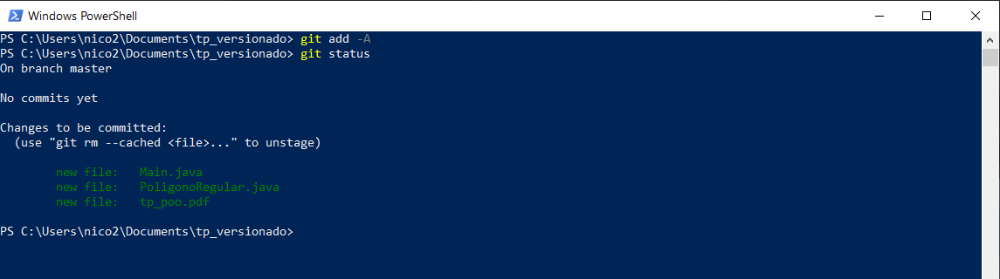 Windows PowerShell
PS C:\Users\nico2\Documents\tp_versionado> git add -A
PS C:\Users\nico2\Documents\tp_versionado> git status
On branch master
No commits yet
Changes to be committed:
  (use "git rm --cached <file>..." to unstage)
        new file:   Main.java
        new file:   PoligonoRegular.java
        new file:   tp_poo.pdf
PS C:\Users\nico2\Documents\tp_versionado>